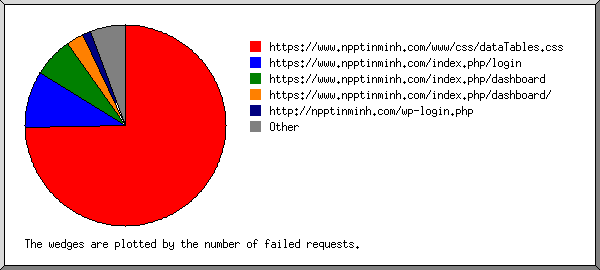 https://www.npptinminh.com/www/css/dataTables.css
https://www.npptinminh.com/index.php/login
https://www.npptinminh.com/index.php/dashboard
https://www.npptinminh.com/index.php/dashboard/
http://npptinminh.com/wp-login.php
Other
The wedges are plotted by the number of failed requests.